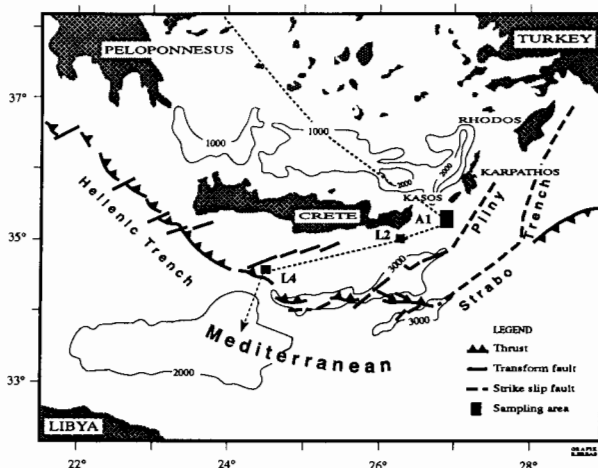 PELOPONNESUS
TURKEY
37°
1000
1000
2000
2000
RHODOS
KARPATHOS
KASOS
A1
CRETE
L2
Hellenic Trench
35°
L4
Pliny
Trench
Strabo
3000
3000
Mediterranean
2000
33°
LIBYA
LEGEND
Thrust
Transform fault
Strike slip fault
Sampling area
22°
24°
26°
28°